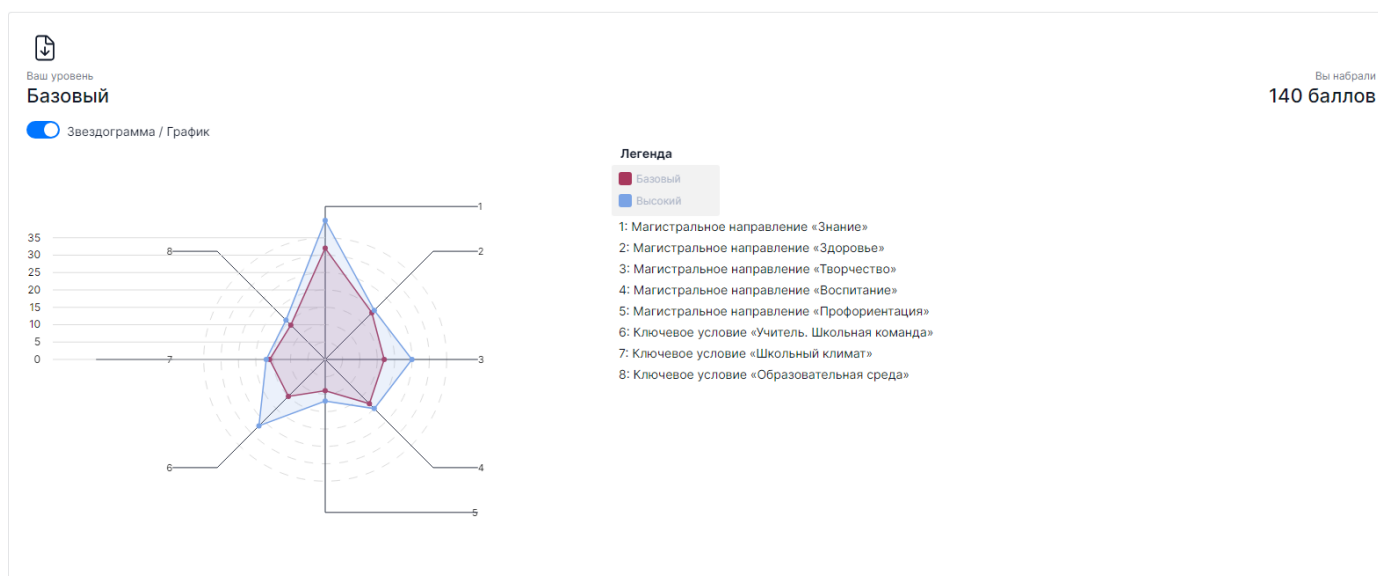 Ваш уровень
Базовый
Вы набрали
140 баллов
Звездограмма / График
Легенда
Базовый
Высокий
1: Магистральное направление «Знание»
2: Магистральное направление «Здоровье»
3: Магистральное направление «Творчество»
4: Магистральное направление «Воспитание»
5: Магистральное направление «Профориентация»
6: Ключевое условие «Учитель. Школьная команда»
7: Ключевое условие «Школьный климат»
8: Ключевое условие «Образовательная среда»
35
30
25
20
15
10
5
0
1
2
3
4
5
6
7
8